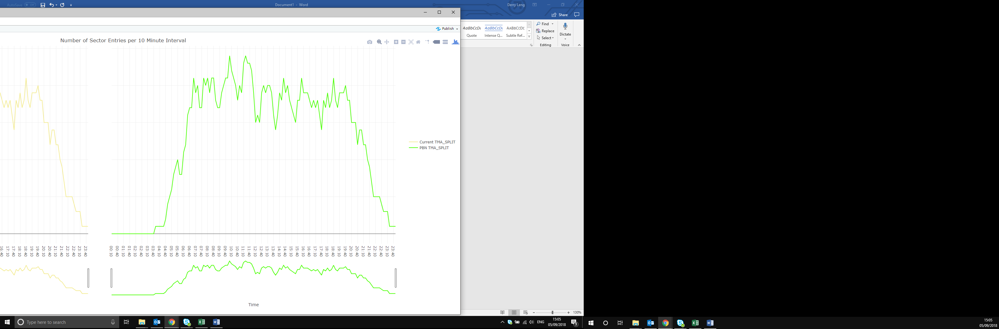 AutoSave Off
Document1 - Word
Derry Leng
Share
Publish
AaBbCcDc AaBbCcDc AABBCCDD
Quote Intense Q... Subtle Ref...
Find
Replace
Select
Editing
Dictate
Voice
Number of Sector Entries per 10 Minute Interval
Current TMA_SPLIT
PBN TMA_SPLIT
16:40 17:10 17:40 18:10 18:40 19:10 19:40 20:10 20:40 21:10 21:40 22:10 22:40 23:10 23:40
00:10 00:40 01:10 01:40 02:10 02:40 03:10 03:40 04:10 04:40 05:10 05:40 06:10 06:40 07:10 07:40 08:10 08:40 09:10 09:40 10:10 10:40 11:10 11:40 12:10 12:40 13:10 13:40 14:10 14:40 15:10 15:40 16:10 16:40 17:10 17:40 18:10 18:40 19:10 19:40 20:10 20:40 21:10 21:40 22:10 22:40 23:10 23:40
Time
130%
Type here to search
ENG
15:05
05/09/2018
3
15:05
05/09/2018